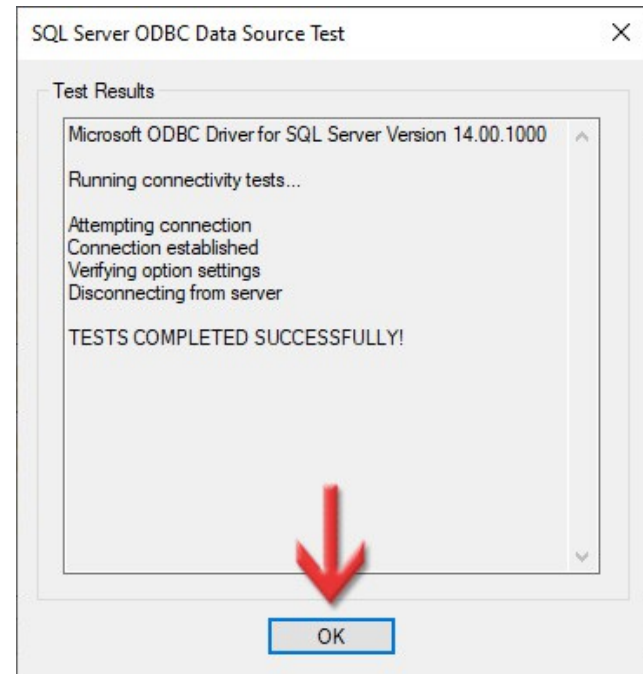 SQL Server ODBC Data Source Test
Test Results
Microsoft ODBC Driver for SQL Server Version 14.00.1000
Running connectivity tests...
Attempting connection
Connection established
Verifying option settings
Disconnecting from server
TESTS COMPLETED SUCCESSFULLY!
OK